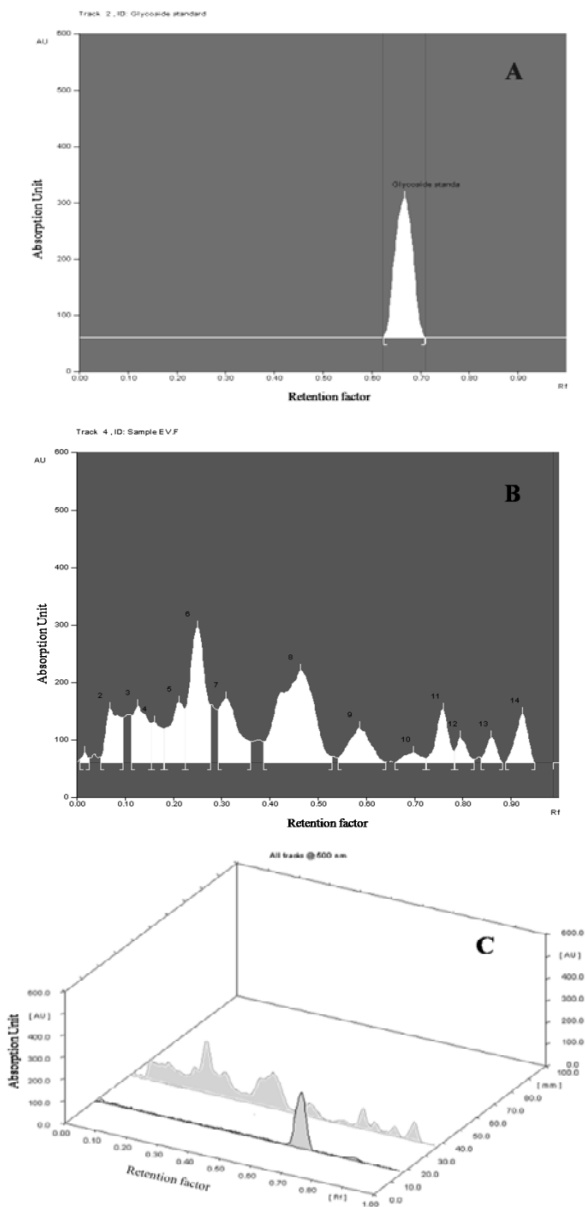 Track 2 , ID: Glycoside standard
AU
600
A
500
400
Absorption Unit
300
Glycoside standa
200
100
0
0.00 0.10 0.20 0.30 0.40 0.50 0.60 0.70 0.80 0.90
Rf
Retention factor
Track 4 , ID: Sample EV.F
AU
600
B
500
400
Absorption Unit
300
6
200
8
2 3 5 7 11 14
4 9 12 13
100
10
0
0.00 0.10 0.20 0.30 0.40 0.50 0.60 0.70 0.80 0.90
Rf
Retention factor
All tracks @ 500 nm
C
600.0
[ AU ]
400.0
300.0
200.0
100.0
0.0
Absorption Unit
600.0
[ AU ]
400.0
300.0
200.0
100.0
0.0
100.0
[ mm ]
80.0
70.0
60.0
50.0
40.0
30.0
20.0
10.0
0.0
0.00 0.10 0.20 0.30 0.40 0.50 0.60 0.70 0.80 [ Rf ] 1.00
Retention factor